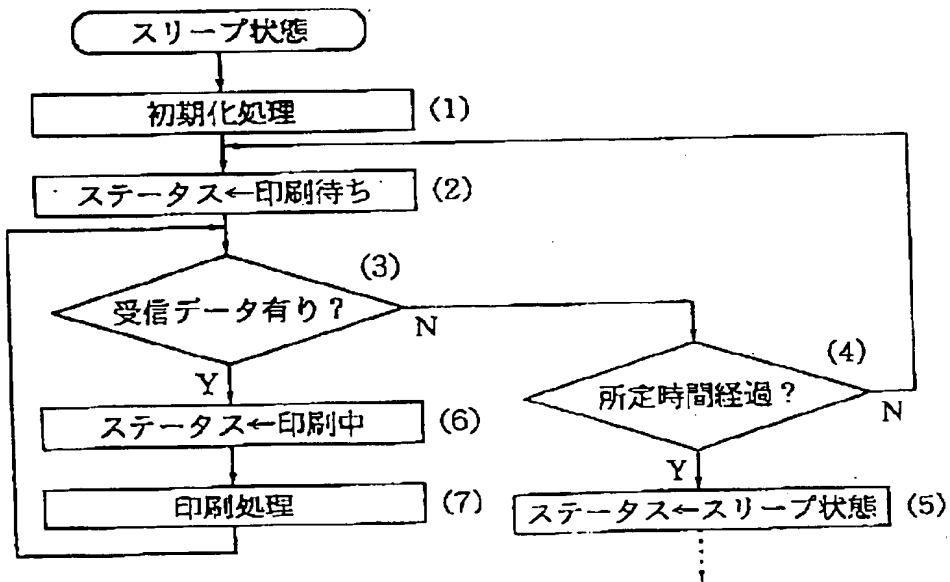 スリープ状態
初期化処理 (1)
ステータス←印刷待ち (2)
(3)
受信データ有り?
N
(4)
所定時間経過?
N
Y
ステータス←印刷中 (6)
Y
印刷処理 (7)
ステータス←スリープ状態 (5)